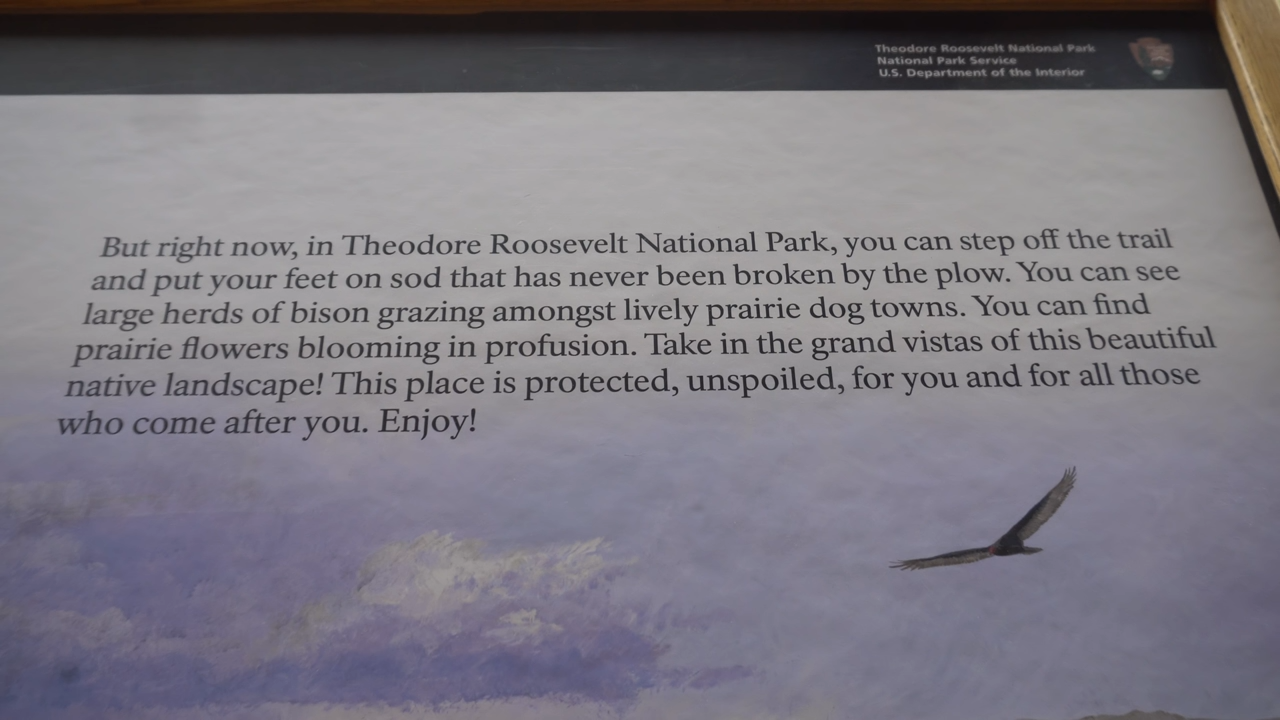 Theodore Roosevelt National Park
National Park Service
U.S. Department of the Interior
But right now, in Theodore Roosevelt National Park, you can step off the trail
and put your feet on sod that has never been broken by the plow. You can see
large herds of bison grazing amongst lively prairie dog towns. You can find
prairie flowers blooming in profusion. Take in the grand vistas of this beautiful
native landscape! This place is protected, unspoiled, for you and for all those
who come after you. Enjoy!